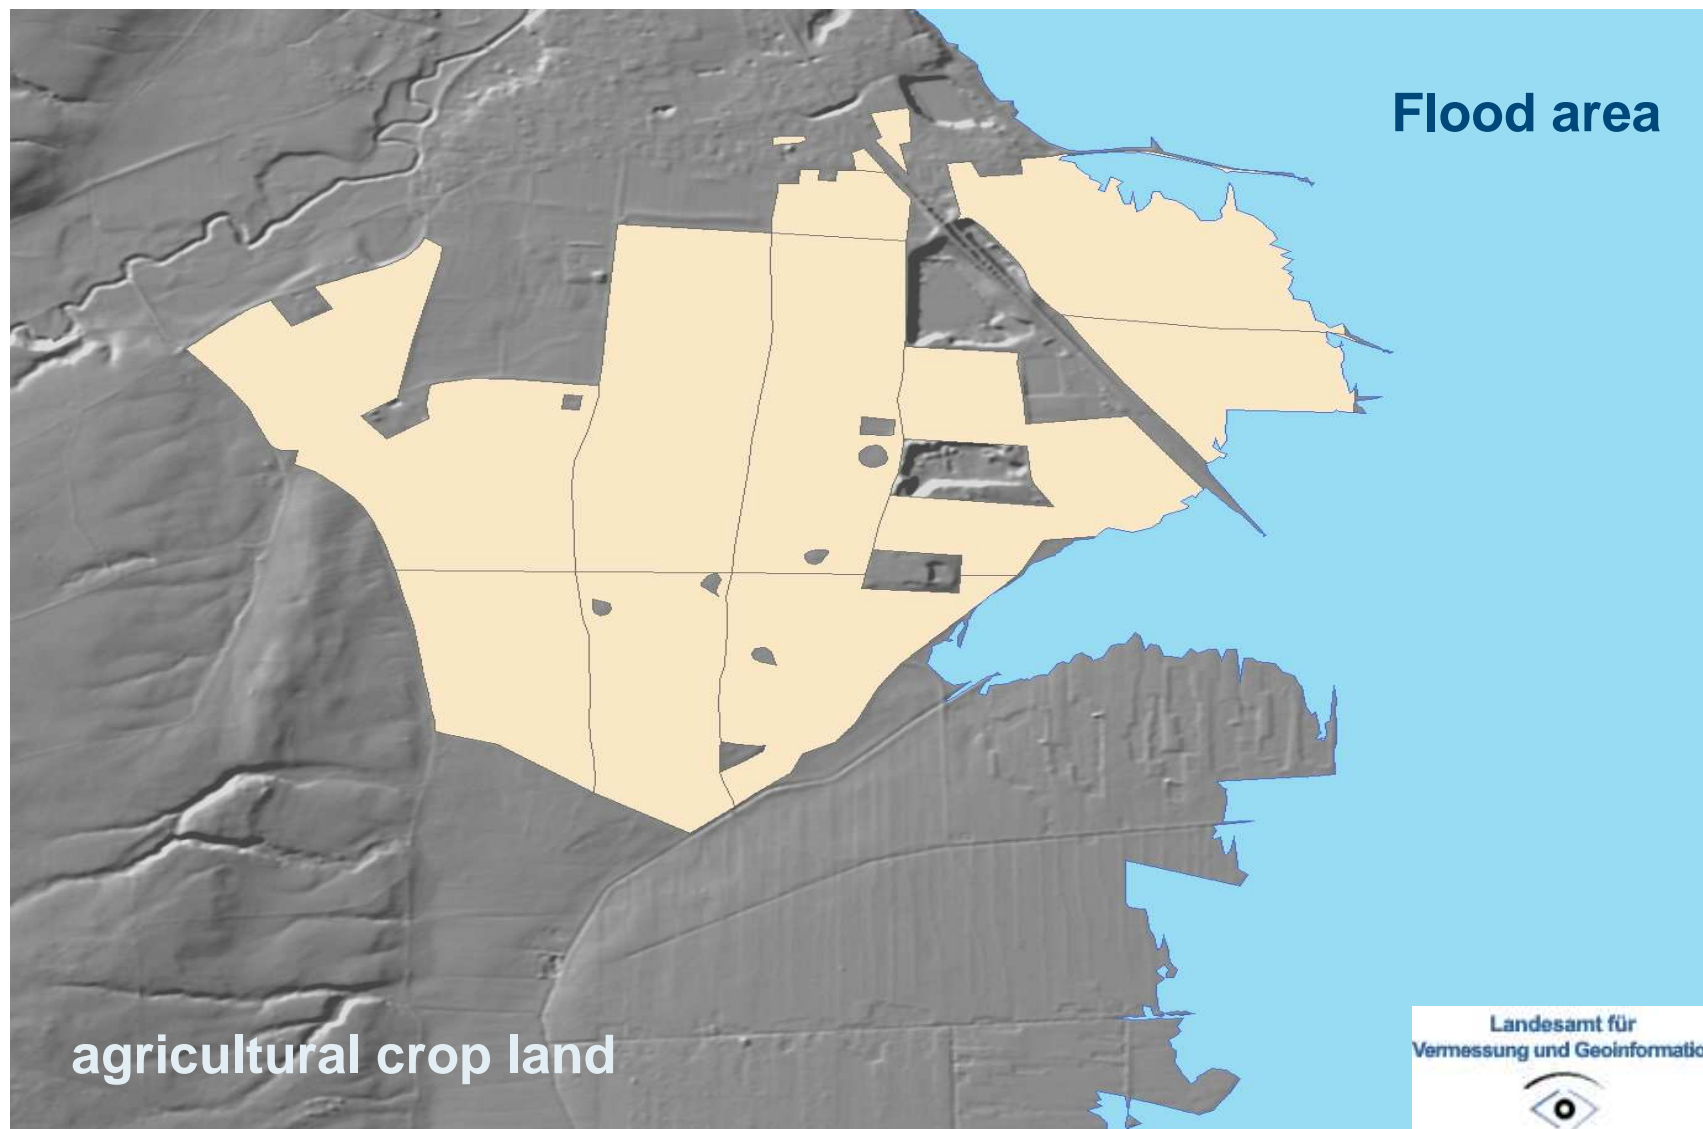 Flood area
agricultural crop land
Landesamt für
Vermessung und Geoinformatio